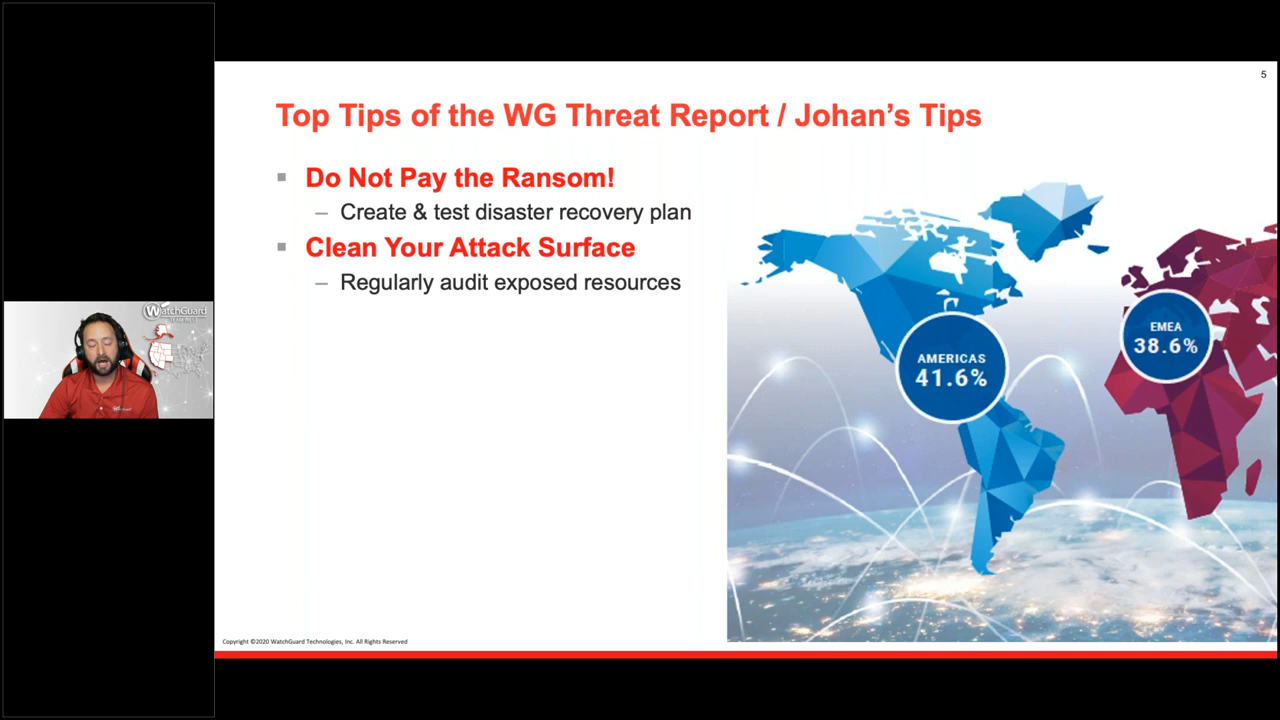 5
Top Tips of the WG Threat Report / Johan’s Tips
Do Not Pay the Ransom!
– Create & test disaster recovery plan
Clean Your Attack Surface
– Regularly audit exposed resources
AMERICAS
41.6%
EMEA
38.6%
WatchGuard
Copyright ©2020 WatchGuard Technologies, Inc. All Rights Reserved